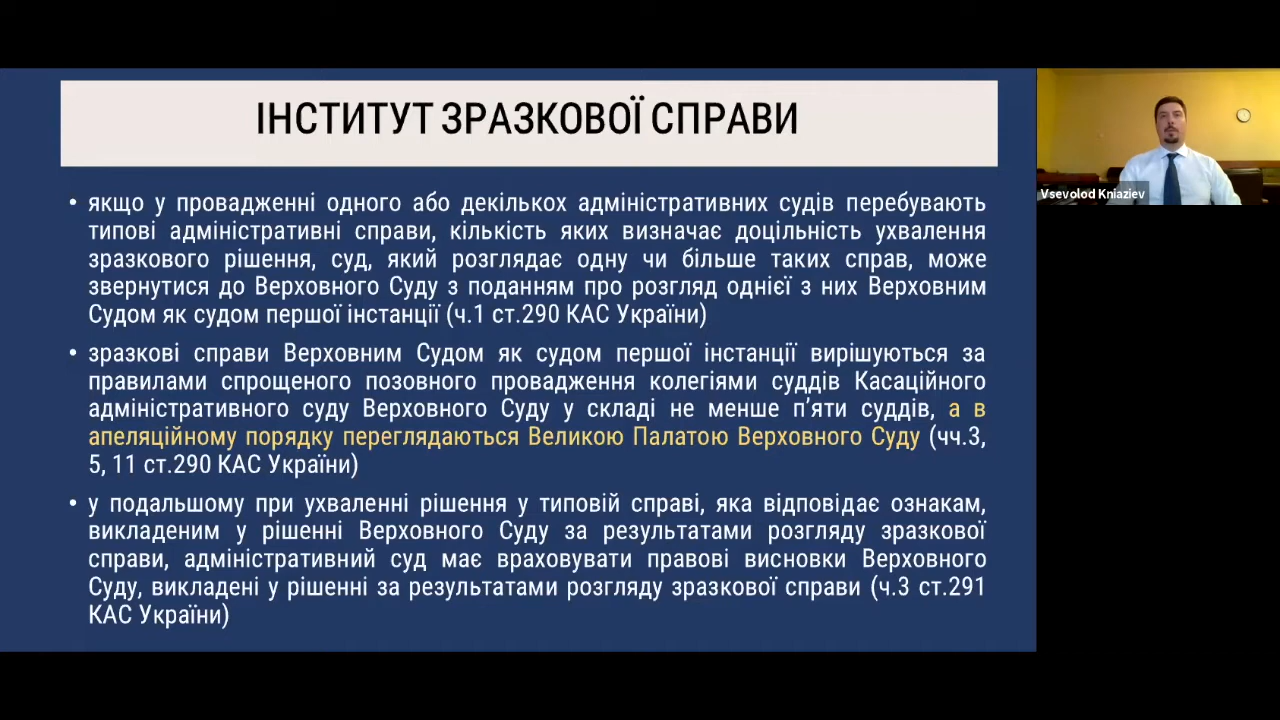 ІНСТИТУТ ЗРАЗКОВОЇ СПРАВИ
• якщо у провадженні одного або декількох адміністративних судів перебувають
типові адміністративні справи, кількість яких визначає доцільність ухвалення
зразкового рішення, суд, який розглядає одну чи більше таких справ, може
звернутися до Верховного Суду з поданням про розгляд однієї з них Верховним
Судом як судом першої інстанції (ч.1 ст.290 КАС України)
• зразкові справи Верховним Судом як судом першої інстанції вирішуються за
правилами спрощеного позовного провадження колегіями суддів Касаційного
адміністративного суду Верховного Суду у складі не менше п’яти суддів, а в
апеляційному порядку переглядаються Великою Палатою Верховного Суду (чч.3,
5, 11 ст.290 КАС України)
• у подальшому при ухваленні рішення у типовій справі, яка відповідає ознакам,
викладеним у рішенні Верховного Суду за результатами розгляду зразкової
справи, адміністративний суд має враховувати правові висновки Верховного
Суду, викладені у рішенні за результатами розгляду зразкової справи (ч.3 ст.291
КАС України)
Vsevolod Kniaziev